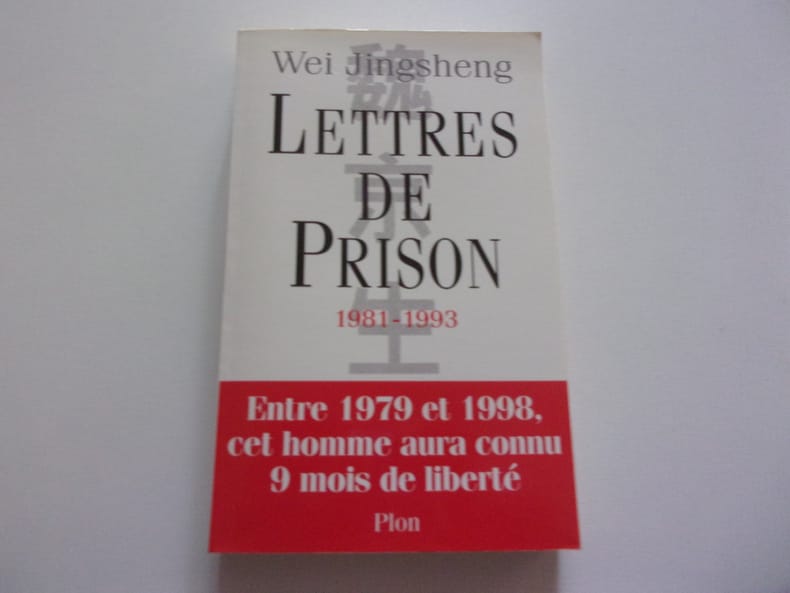 Wei Jingsheng
魏京生
LETTRES
DE
PRISON
1981-1993
Entre 1979 et 1998,
cet homme aura connu
9 mois de liberté
Plon